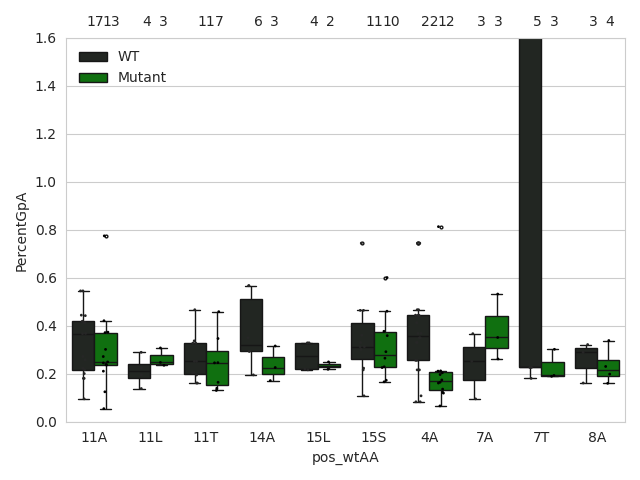 1713 4 3 117 6 3 4 2 1110 2212 3 3 5 3 3 4
1.6
WT
Mutant
1.4
1.2
1.0
0.8
0.6
0.4
0.2
0.0
PercentGpA
11A 11L 11T 14A 15L 15S 4A 7A 7T 8A
pos_wtAA